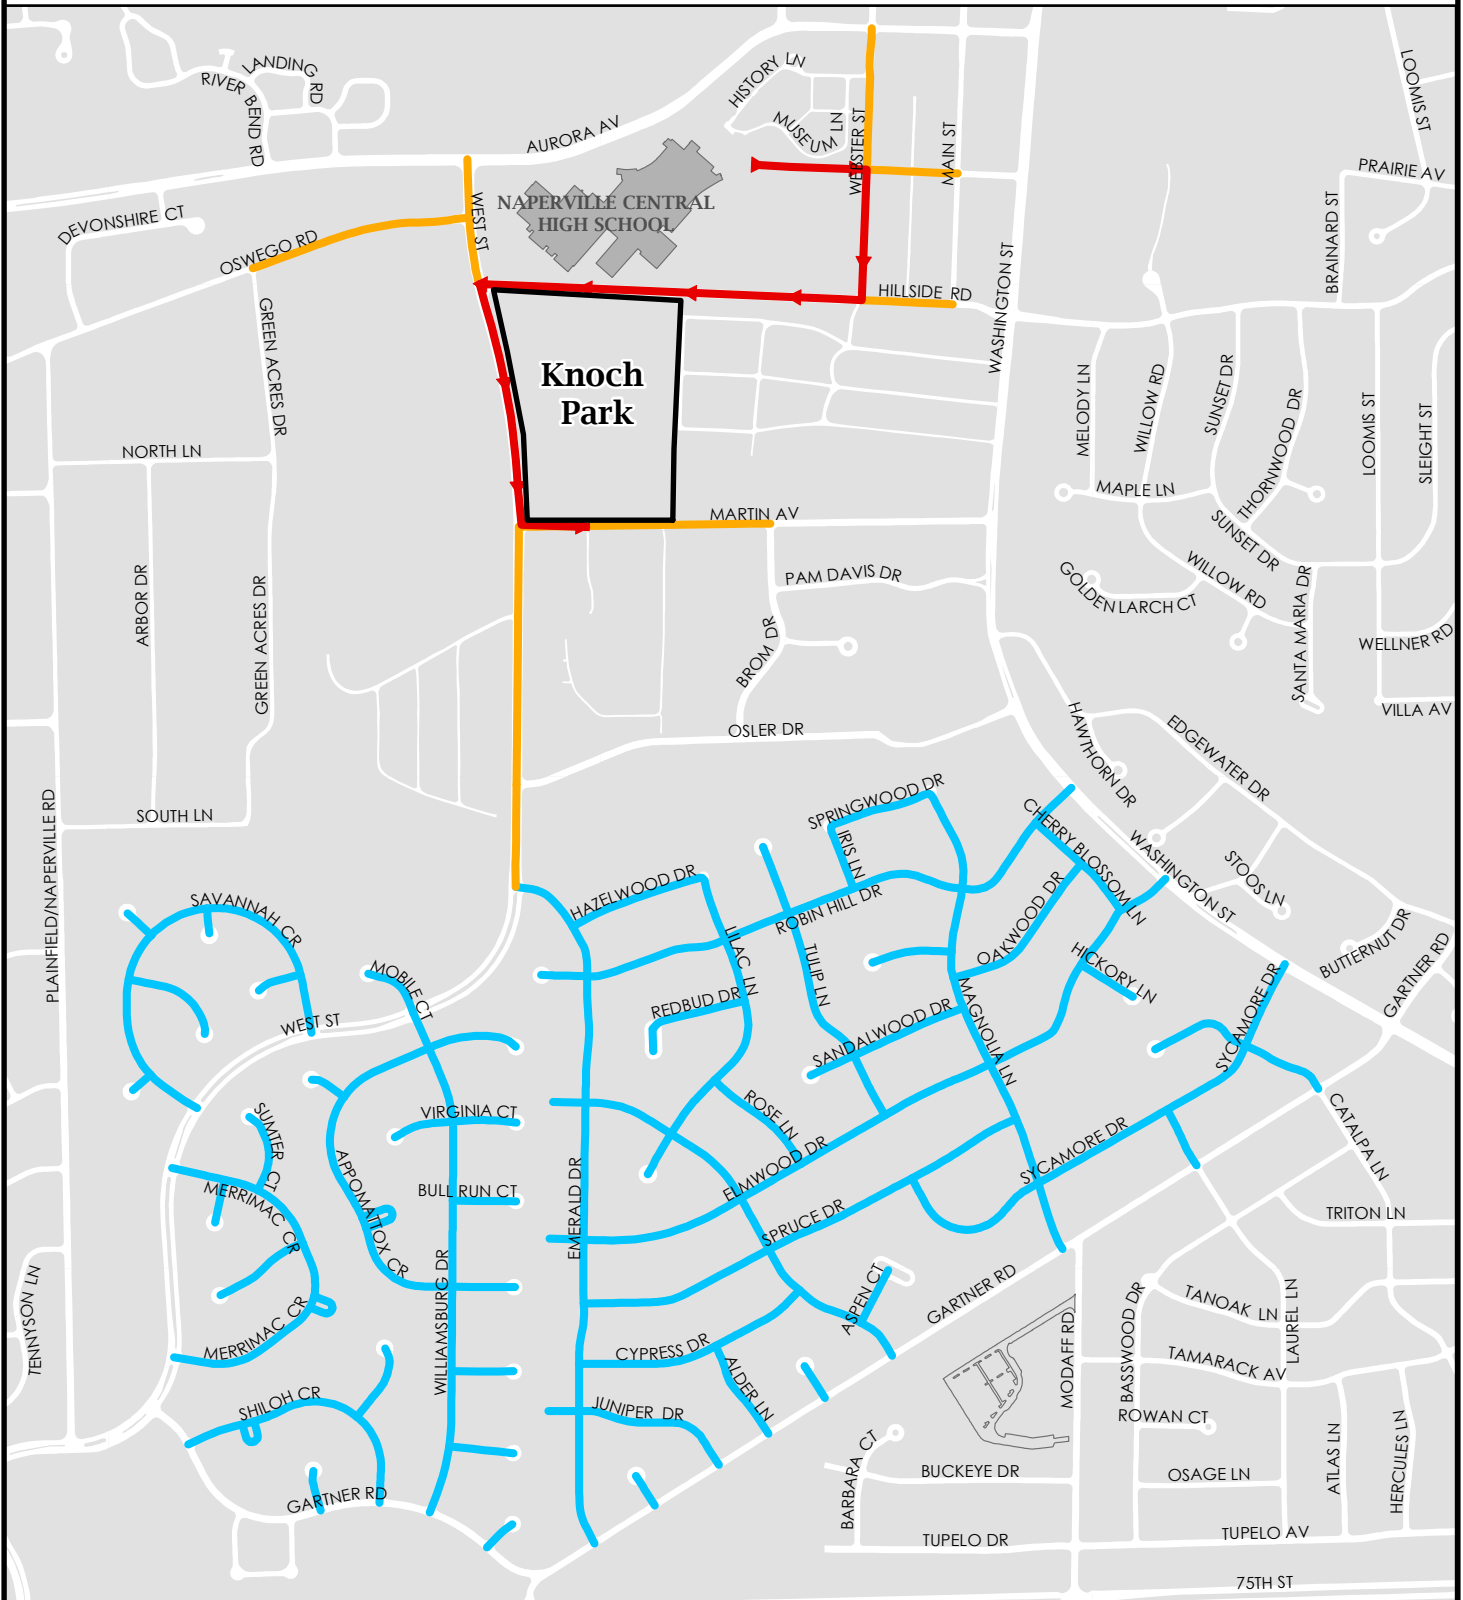 LANDING RD
RIVER BEND RD
HISTORY LN
LOOMIS ST
AURORA AV
MUSEUM LN
WEBSTER ST
MAIN ST
PRAIRIE AV
DEVONSHIRE CT
WEST ST
NAPERVILLE CENTRAL
HIGH SCHOOL
BRAINARD ST
OSWEGO RD
WASHINGTON ST
HILLSIDE RD
GREEN ACRES DR
Knoch
Park
MELODY LN
WILLOW RD
SUNSET DR
THORNWOOD DR
LOOMIS ST
SLEIGHT ST
NORTH LN
MAPLE LN
MARTIN AV
SUNSET DR
ARBOR DR
GREEN ACRES DR
PAM DAVIS DR
GOLDEN LARCH CT
WILLOW RD
SANTA MARIA DR
WELLNER RD
BROM DR
VILLA AV
OSLER DR
HAWTHORN DR
EDGEWATER DR
PLAINFIELD/NAPERVILLE RD
SOUTH LN
SPRINGWOOD DR
IRIS LN
CHERRY BLOSSOM LN
WASHINGTON ST
STOOS LN
HAZELWOOD DR
ROBIN HILL DR
OAKWOOD DR
SAVANNAH CR
LILAC LN
TULIP LN
HICKORY LN
BUTTERNUT DR
GARTNER RD
MOBILE CT
REDBUD DR
MAGNOLIA LN
SYCAMORE DR
WEST ST
SANDALWOOD DR
SUMTER CT
VIRGINIA CT
ROSE LN
CATALPA LN
APPOMATTOX CR
ELMWOOD DR
SYCAMORE DR
MERRIMAC CR
BULL RUN CT
EMERALD DR
SPRUCE DR
TRITON LN
WILLIAMSBURG DR
ASPEN CT
GARTNER RD
TENNYSON LN
MERRIMAC CR
CYPRESS DR
MODAFF RD
BASSWOOD DR
TANOAK LN
LAUREL LN
TAMARACK AV
ALDER LN
SHILOH CR
JUNIPER DR
ROWAN CT
BARBARA CT
BUCKEYE DR
OSAGE LN
ATLAS LN
HERCULES LN
GARTNER RD
TUPELO DR
TUPELO AV
75TH ST